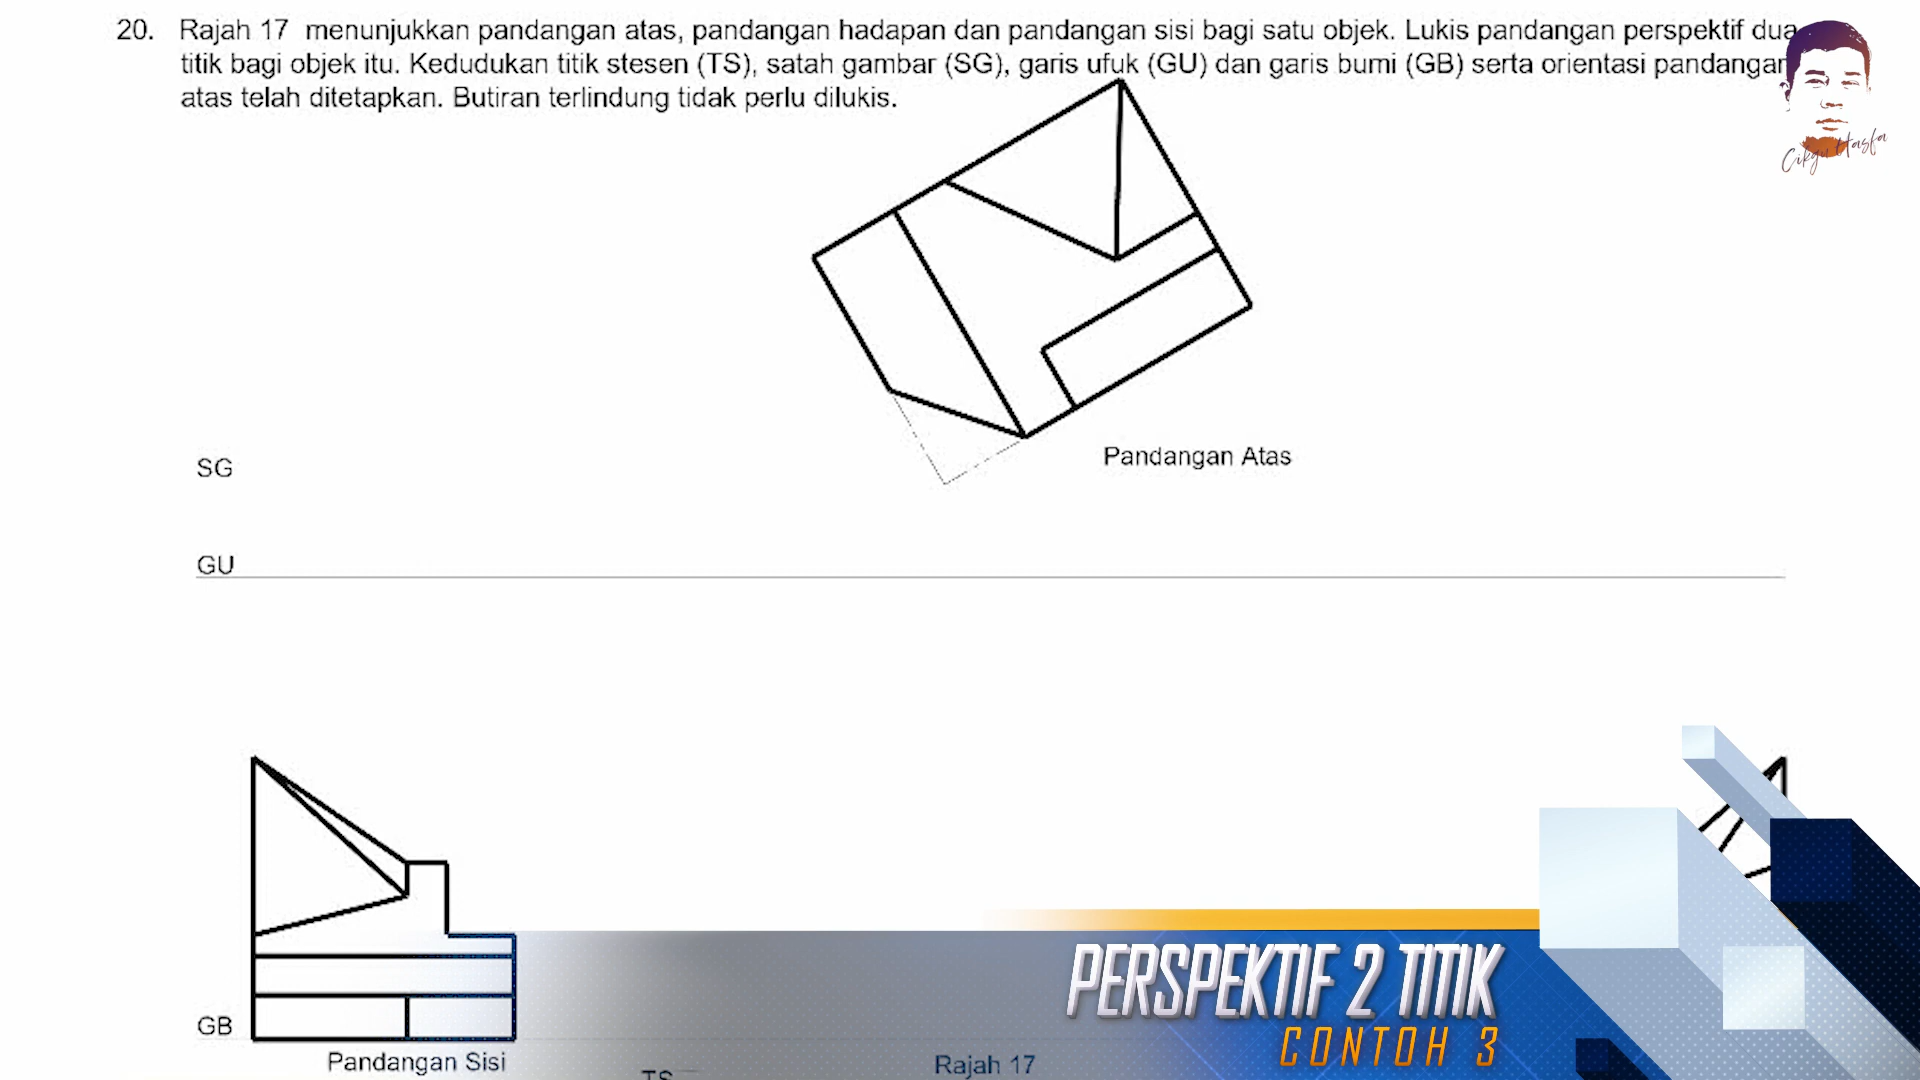 20. Rajah 17 menunjukkan pandangan atas, pandangan hadapan dan pandangan sisi bagi satu objek. Lukis pandangan perspektif dua
titik bagi objek itu. Kedudukan titik stesen (TS), satah gambar (SG), garis ufuk (GU) dan garis bumi (GB) serta orientasi pandangan
atas telah ditetapkan. Butiran terlindung tidak perlu dilukis.
Cikgu Hasfa
Pandangan Atas
SG
GU
GB
Pandangan Sisi
TS
Rajah 17
PERSPEKTIF 2 TITIK
CONTOH 3